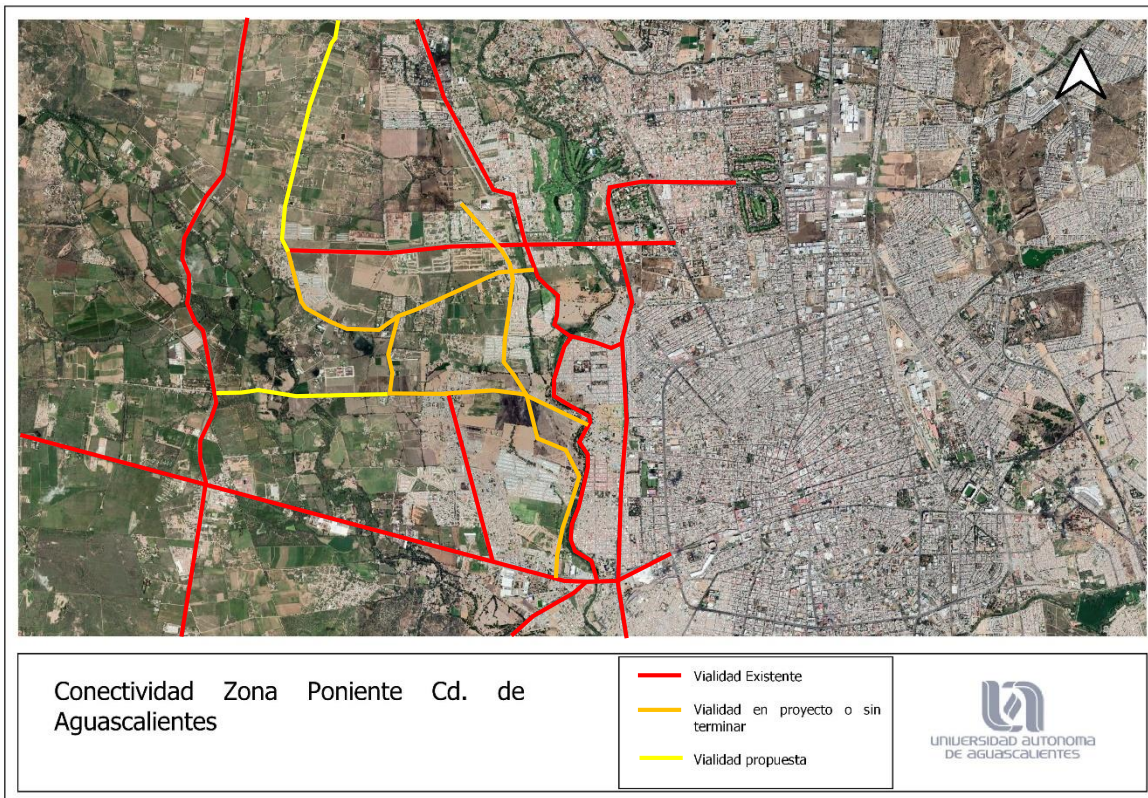 Conectividad Zona Poniente Cd. de
Aguascalientes
Vialidad Existente
Vialidad en proyecto o sin
terminar
Vialidad propuesta
UNIVERSIDAD AUTONOMA
DE AGUASCALIENTES